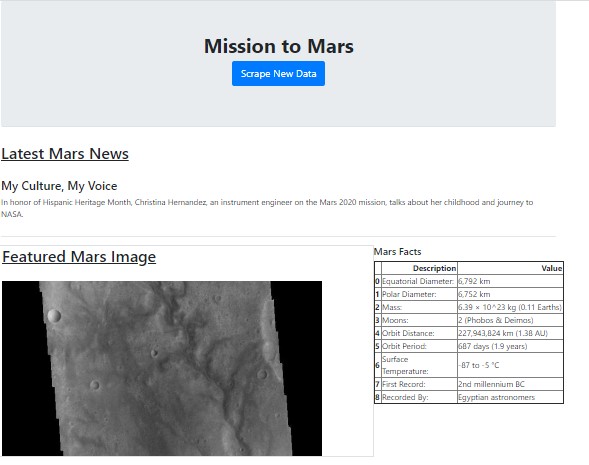 Mission to Mars
Scrape New Data
Latest Mars News
My Culture, My Voice
In honor of Hispanic Heritage Month, Christina Hernandez, an instrument engineer on the Mars 2020 mission, talks about her childhood and journey to
NASA.
Featured Mars Image
Mars Facts
Description Value
0 Equatorial Diameter: 6,792 km
1 Polar Diameter: 6,752 km
2 Mass: 6.39 × 10^23 kg (0.11 Earths)
3 Moons: 2 (Phobos & Deimos)
4 Orbit Distance: 227,943,824 km (1.38 AU)
5 Orbit Period: 687 days (1.9 years)
6 Surface
Temperature: -87 to -5 °C
7 First Record: 2nd millennium BC
8 Recorded By: Egyptian astronomers